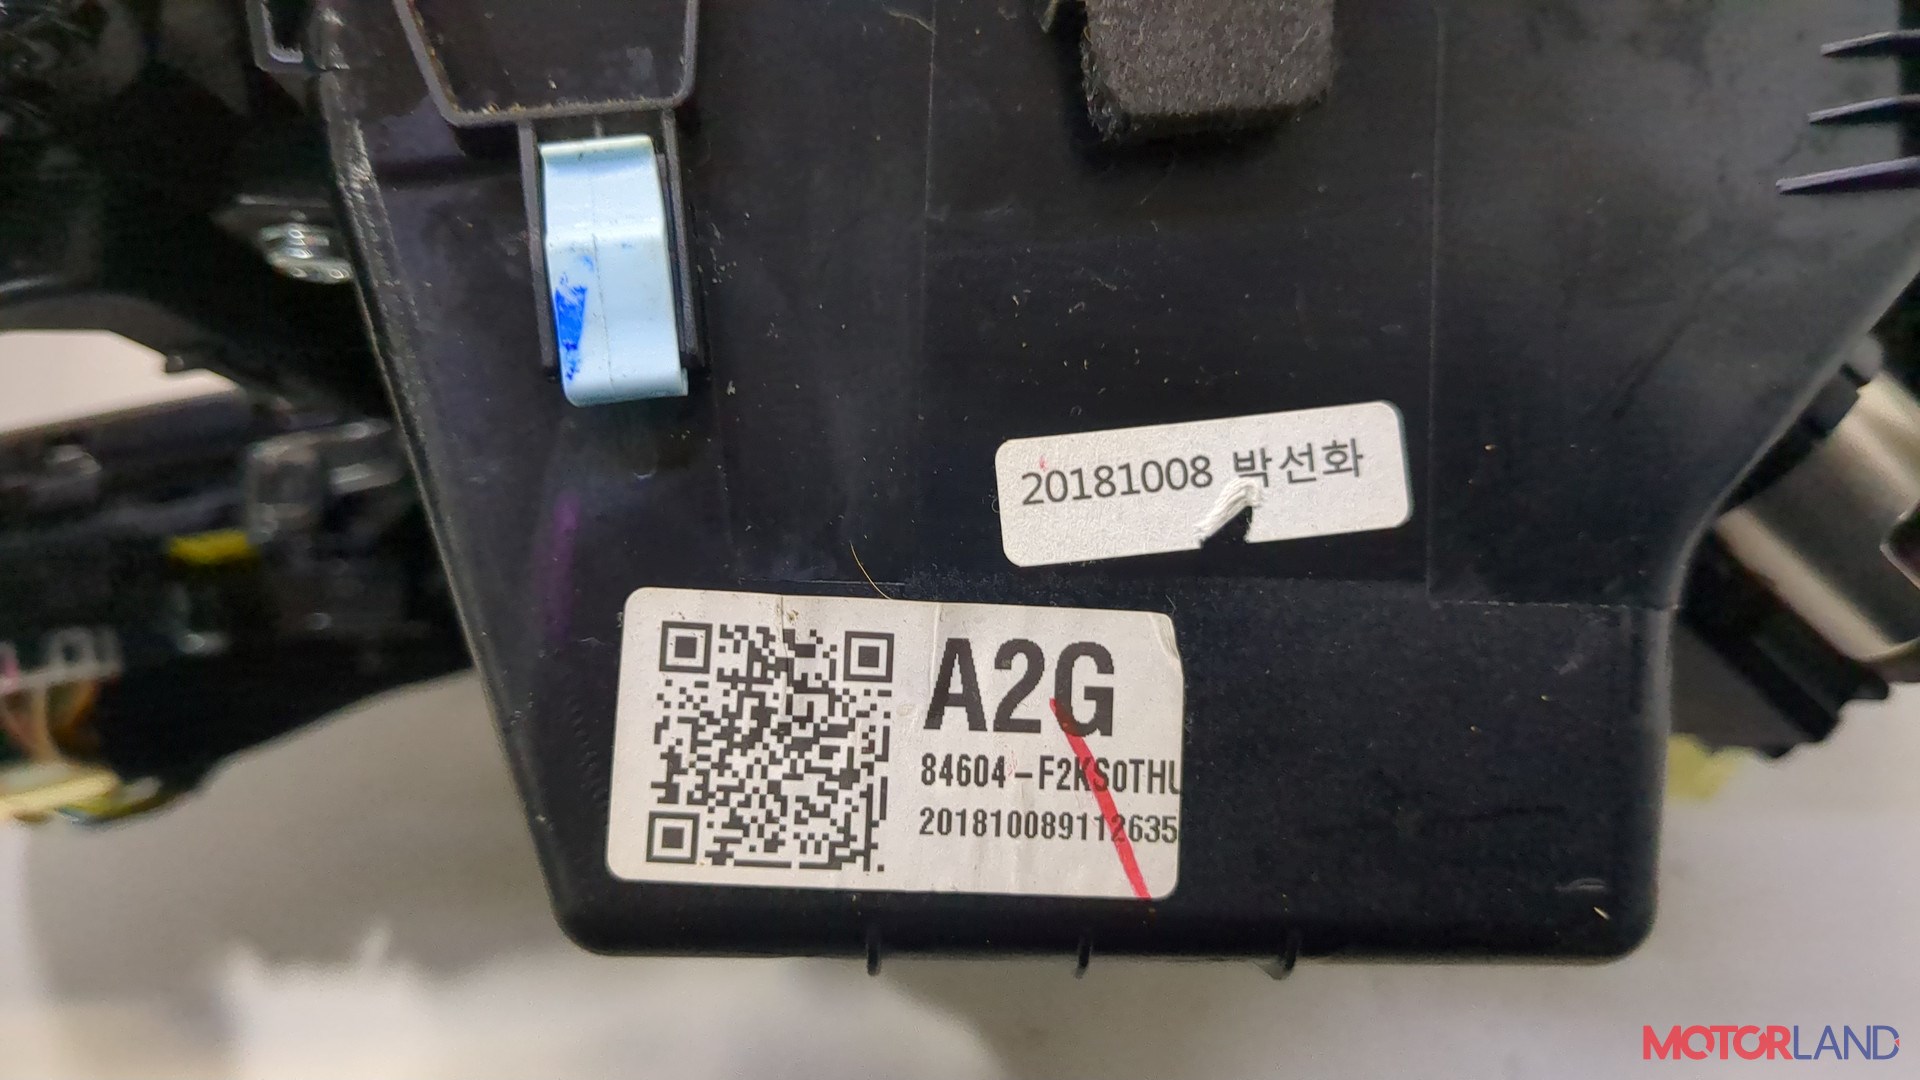 20181008 박선화
A2G
84604-F2KS0THU
201810089112635
MOTORLAND